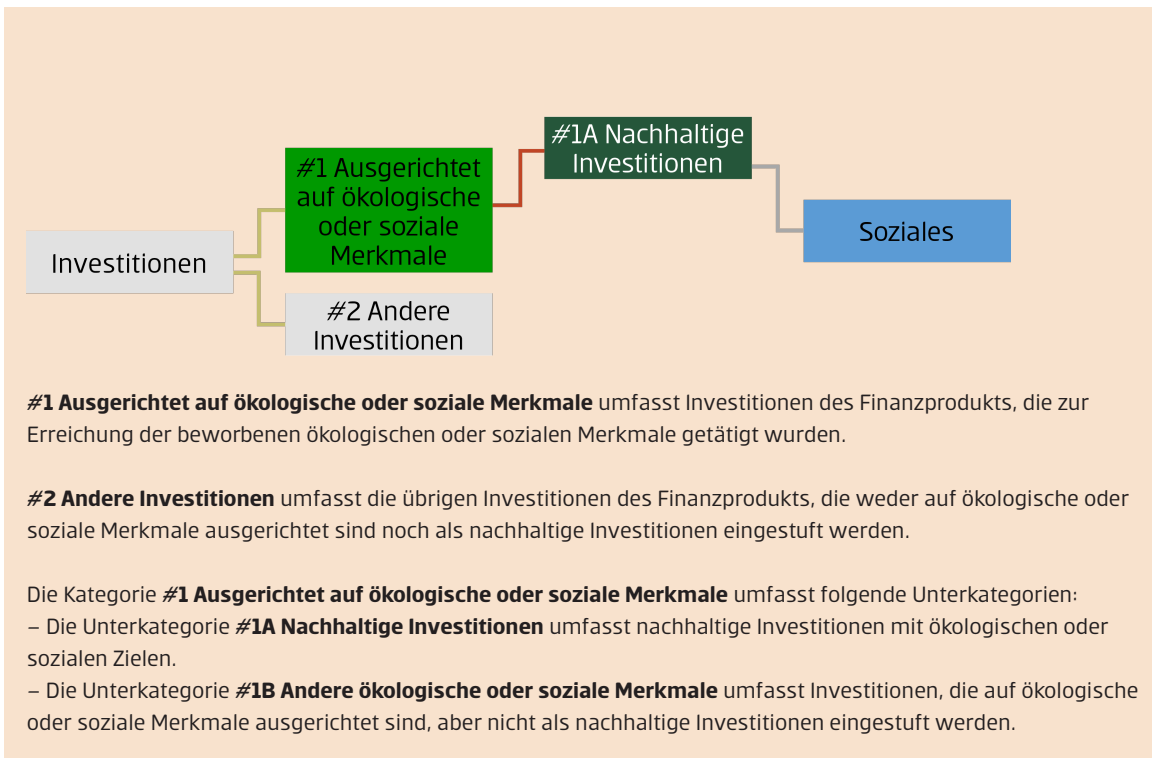 #1A Nachhaltige
Investitionen
#1 Ausgerichtet
auf ökologische
oder soziale
Merkmale
Soziales
Investitionen
#2 Andere
Investitionen
#1 Ausgerichtet auf ökologische oder soziale Merkmale umfasst Investitionen des Finanzprodukts, die zur
Erreichung der beworbenen ökologischen oder sozialen Merkmale getätigt wurden.
#2 Andere Investitionen umfasst die übrigen Investitionen des Finanzprodukts, die weder auf ökologische oder
soziale Merkmale ausgerichtet sind noch als nachhaltige Investitionen eingestuft werden.
Die Kategorie #1 Ausgerichtet auf ökologische oder soziale Merkmale umfasst folgende Unterkategorien:
– Die Unterkategorie #1A Nachhaltige Investitionen umfasst nachhaltige Investitionen mit ökologischen oder
sozialen Zielen.
– Die Unterkategorie #1B Andere ökologische oder soziale Merkmale umfasst Investitionen, die auf ökologische
oder soziale Merkmale ausgerichtet sind, aber nicht als nachhaltige Investitionen eingestuft werden.